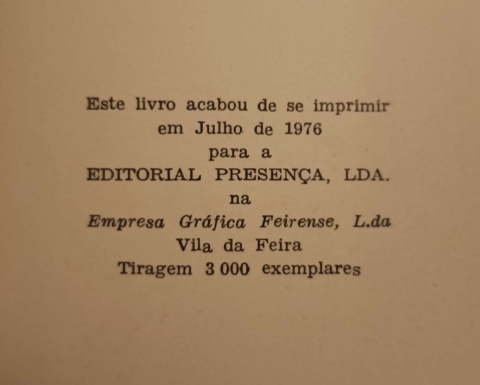 Este livro acabou de se imprimir
em Julho de 1976
para a
EDITORIAL PRESENÇA, LDA.
na
Empresa Gráfica Feirense, L.da
Vila da Feira
Tiragem 3 000 exemplares